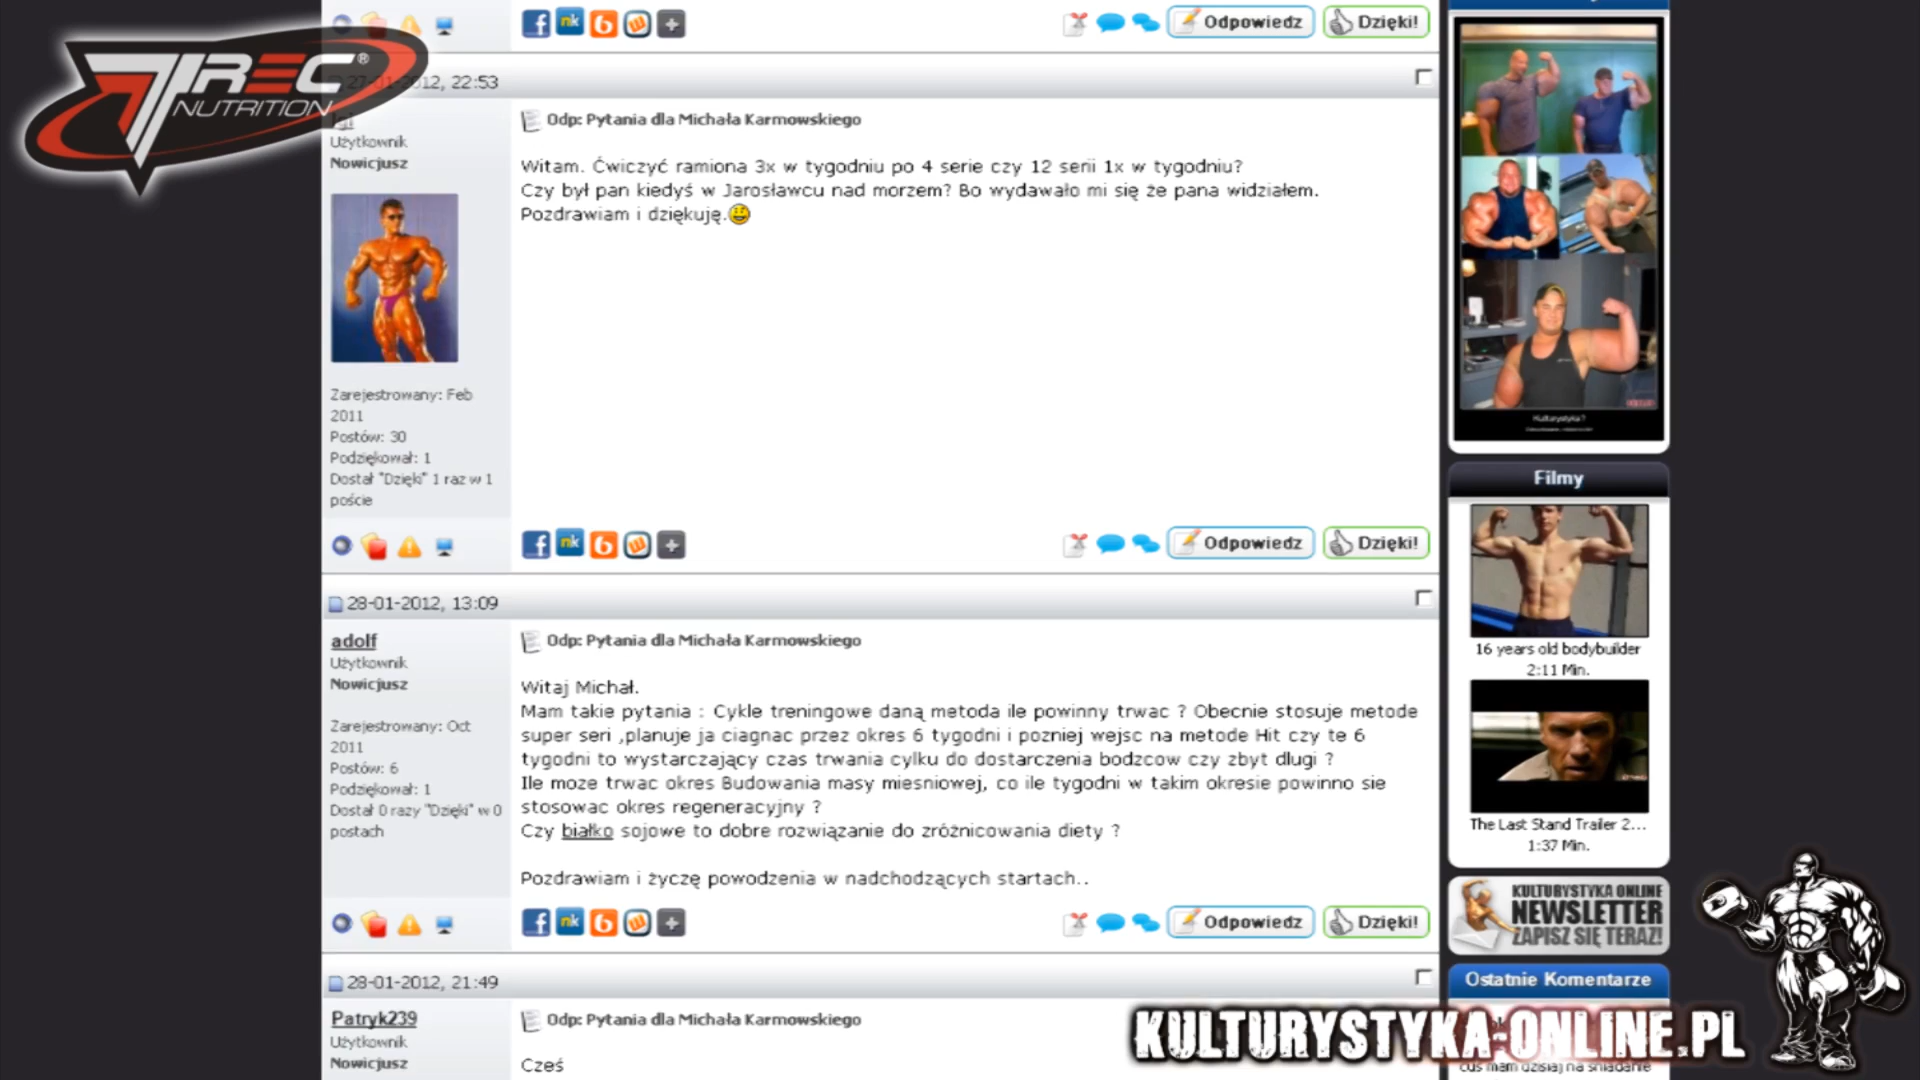 Odpowiedz
Dzięki!
TREC®
NUTRITION
27-01-2012, 22:53
Użytkownik
Nowicjusz
Odp: Pytania dla Michała Karmowskiego
Witam. Ćwiczyć ramiona 3x w tygodniu po 4 serie czy 12 serii 1x w tygodniu?
Czy był pan kiedyś w Jarosławcu nad morzem? Bo wydawało mi się że pana widziałem.
Pozdrawiam i dziękuję.
Zarejestrowany: Feb
2011
Postów: 30
Podziękował: 1
Dostał "Dzięki" 1 raz w 1
poście
Odpowiedz
Dzięki!
28-01-2012, 13:09
adolf
Użytkownik
Nowicjusz
Zarejestrowany: Oct
2011
Postów: 6
Podziękował: 1
Dostał 0 razy "Dzięki" w 0
postach
Odp: Pytania dla Michała Karmowskiego
Witaj Michał.
Mam takie pytania : Cykle treningowe daną metoda ile powinny trwac ? Obecnie stosuje metode
super seri ,planuje ja ciagnac przez okres 6 tygodni i pozniej wejsc na metode Hit czy te 6
tygodni to wystarczający czas trwania cylku do dostarczenia bodzcow czy zbyt dlugi ?
Ile moze trwac okres Budowania masy miesniowej, co ile tygodni w takim okresie powinno sie
stosowac okres regeneracyjny ?
Czy białko sojowe to dobre rozwiązanie do zróżnicowania diety ?
Pozdrawiam i życzę powodzenia w nadchodzących startach..
Odpowiedz
Dzięki!
28-01-2012, 21:49
Patryk239
Użytkownik
Nowicjusz
Odp: Pytania dla Michała Karmowskiego
Cześ
Kulturystyka?
Filmy
16 years old bodybuilder
2:11 Min.
The Last Stand Trailer 2...
1:37 Min.
KULTURYSTYKA ONLINE
NEWSLETTER
ZAPISZ SIĘ TERAZ!
Ostatnie Komentarze
KULTURYSTYKA-ONLINE.PL
cus mam dzisiaj na śniadanie